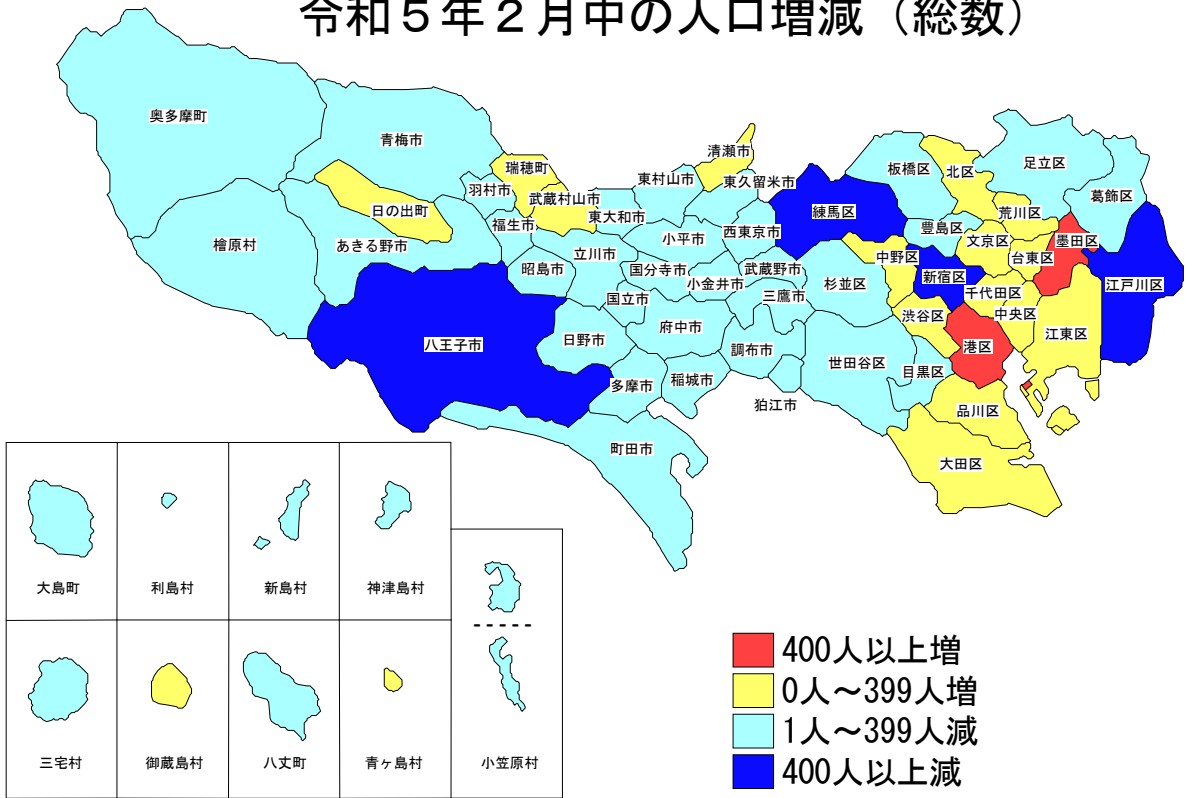 令和５年２月中の人口増減（総数）
奥多摩町
青梅市
瑞穂町
清瀬市
東村山市
東久留米市
板橋区
北区
足立区
葛飾区
羽村市
武蔵村山市
日の出町
東大和市
練馬区
荒川区
福生市
豊島区
文京区
墨田区
檜原村
あきる野市
小平市
西東京市
台東区
立川市
中野区
昭島市
国分寺市
武蔵野市
新宿区
小金井市
杉並区
江戸川区
千代田区
国立市
三鷹市
渋谷区
中央区
府中市
江東区
八王子市
日野市
調布市
港区
世田谷区
目黒区
多摩市
稲城市
狛江市
品川区
町田市
大田区
大島町
利島村
新島村
神津島村
三宅村
御蔵島村
八丈町
青ヶ島村
小笠原村
400人以上増
0人～399人増
1人～399人減
400人以上減